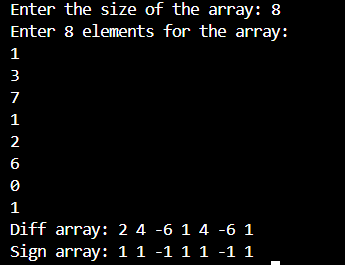 Enter the size of the array: 8
Enter 8 elements for the array:
1
3
7
1
2
6
0
1
Diff array: 2 4 -6 1 4 -6 1
Sign array: 1 1 -1 1 1 -1 1